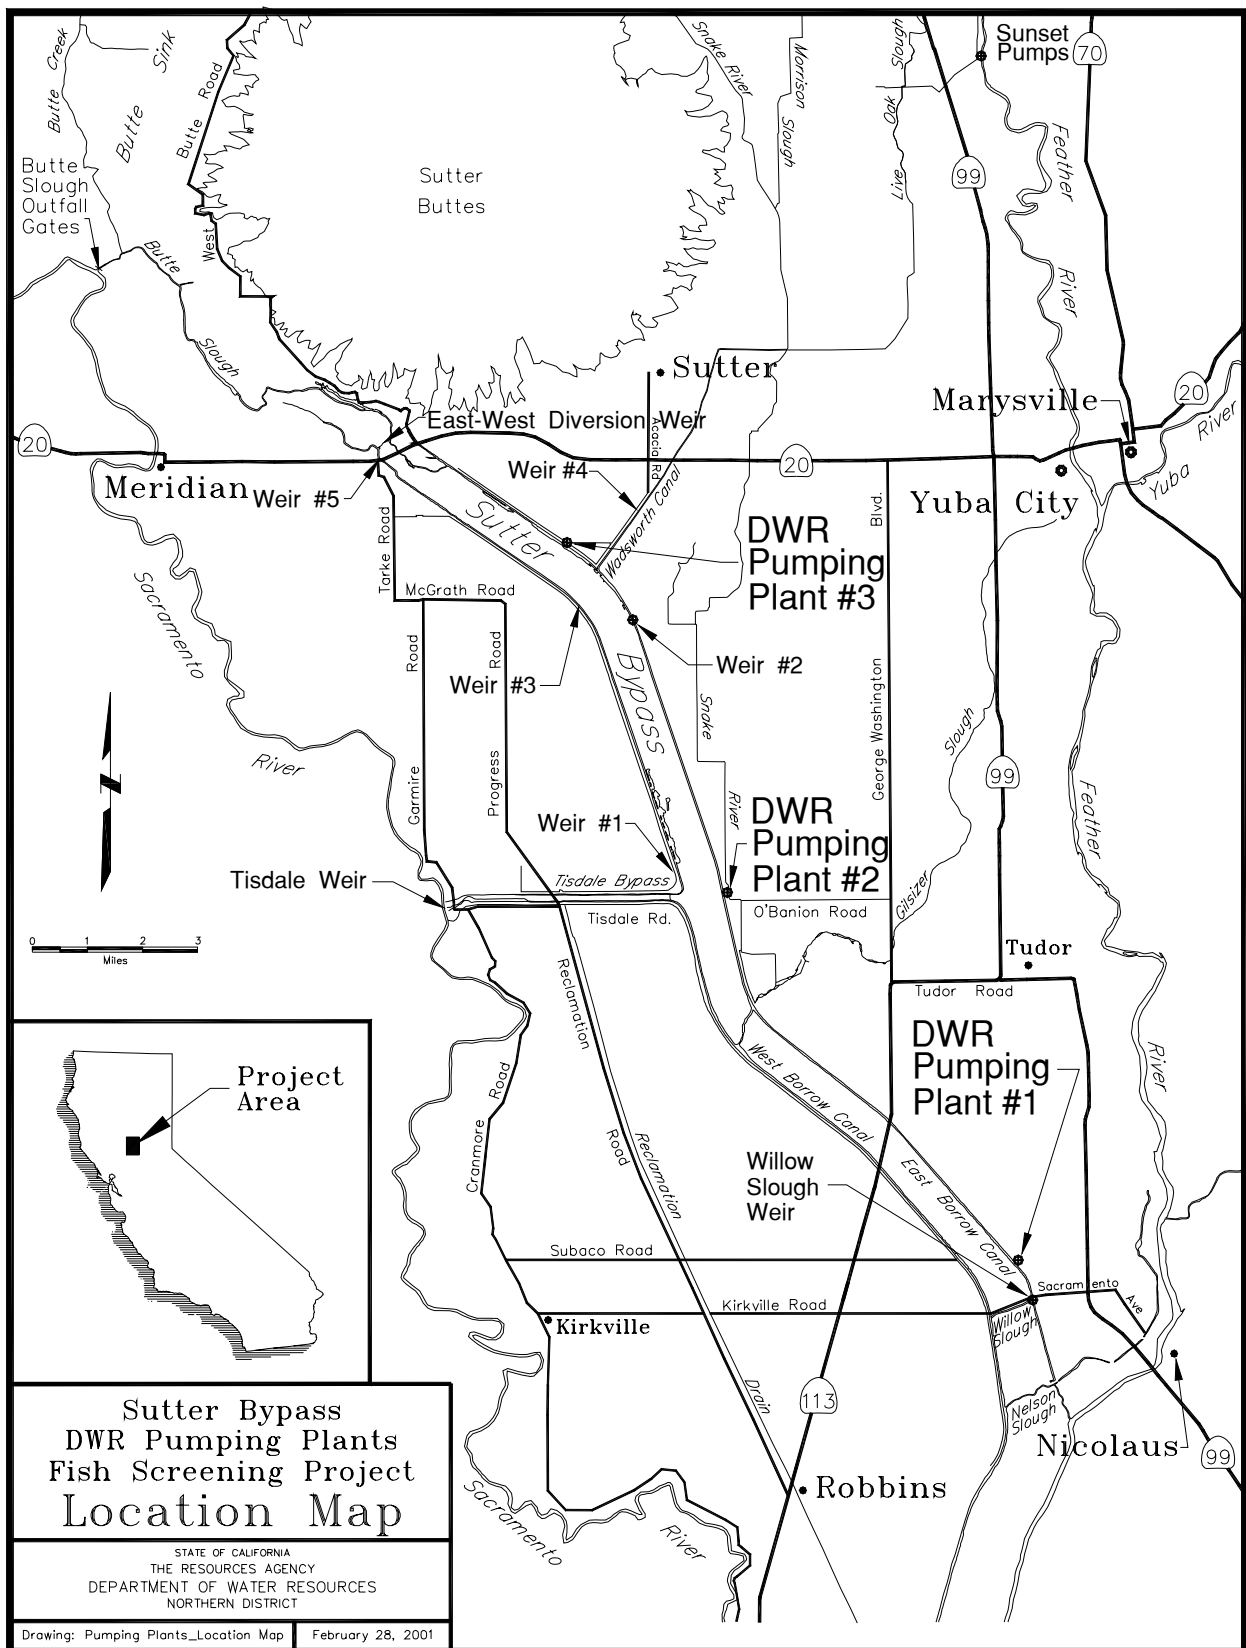 Butte Creek
Butte Sink
West Butte Road
Snake River
Morrison Slough
Live Oak Slough
Sunset
Pumps
70
99
Feather River
Butte
Slough
Outfall
Gates
Sutter
Buttes
Butte Slough
Sutter
Marysville
20
Yuba River
East-West Diversion Weir
Acacia Rd
20
20
Meridian
Weir #5
Weir #4
Wadsworth Canal
Yuba City
Sutter Bypass
Tarke Road
DWR
Pumping
Plant #3
McGrath Road
Sacramento River
Weir #2
Weir #3
Garmire Road
Progress Road
Snake River
George Washington Blvd.
Gilsizer Slough
99
Feather River
Weir #1
DWR
Pumping
Plant #2
Tisdale Weir
Tisdale Bypass
Tisdale Rd.
O'Banion Road
Tudor
Tudor Road
0 1 2 3
Miles
Reclamation Road
DWR
Pumping
Plant #1
West Borrow Canal
East Borrow Canal
Cranmore Road
Reclamation Drain
Willow
Slough
Weir
Project
Area
Subaco Road
Sacramento Ave
Kirkville Road
Kirkville
Willow
Slough
Nelson
Slough
113
Nicolaus
99
Robbins
Sacramento River
Sutter Bypass
DWR Pumping Plants
Fish Screening Project
Location Map
STATE OF CALIFORNIA
THE RESOURCES AGENCY
DEPARTMENT OF WATER RESOURCES
NORTHERN DISTRICT
Drawing: Pumping Plants_Location Map
February 28, 2001